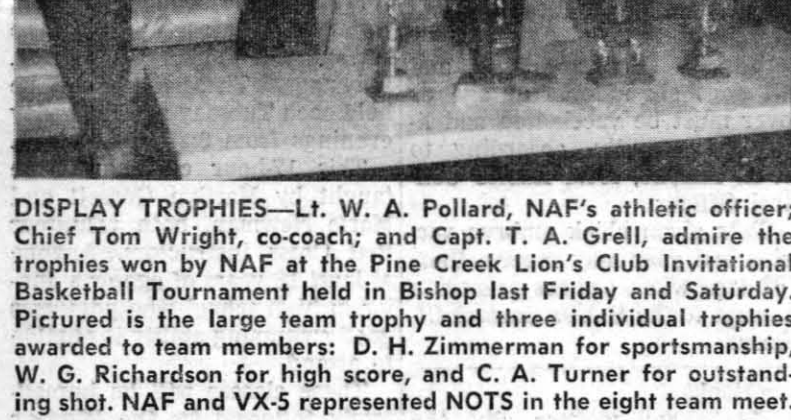 DISPLAY TROPHIES—Lt. W. A. Pollard, NAF's athletic officer;
Chief Tom Wright, co-coach; and Capt. T. A. Grell, admire the
trophies won by NAF at the Pine Creek Lion's Club Invitational
Basketball Tournament held in Bishop last Friday and Saturday.
Pictured is the large team trophy and three individual trophies
awarded to team members: D. H. Zimmerman for sportsmanship,
W. G. Richardson for high score, and C. A. Turner for outstand-
ing shot. NAF and VX-5 represented NOTS in the eight team meet.